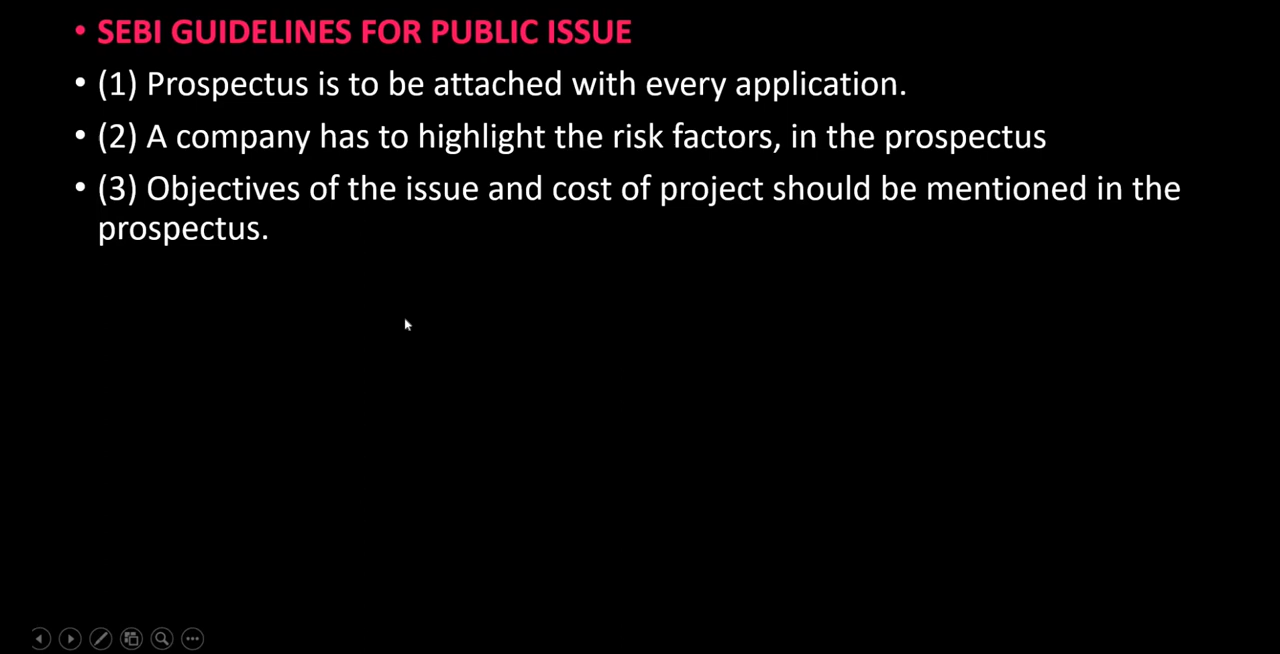 • SEBI GUIDELINES FOR PUBLIC ISSUE
• (1) Prospectus is to be attached with every application.
• (2) A company has to highlight the risk factors, in the prospectus
• (3) Objectives of the issue and cost of project should be mentioned in the
prospectus.